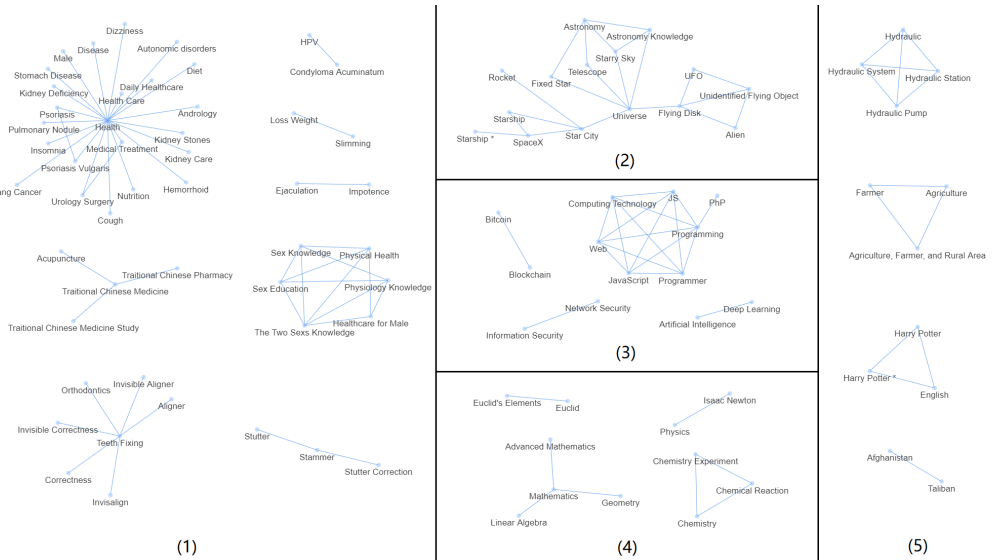 Dizziness
Disease
Autonomic disorders
Male
Stomach Disease
Diet
Kidney Deficiency
Daily Healthcare
Health Care
Psoriasis
Andrology
Pulmonary Nodule
Health
Kidney Stones
Insomnia
Medical Treatment
Kidney Care
Psoriasis Vulgaris
ang Cancer
Urology Surgery
Nutrition
Hemorrhoid
Cough
HPV
Condyloma Acuminatum
Loss Weight
Slimming
Ejaculation
Impotence
Acupuncture
Traitional Chinese Pharmacy
Traitional Chinese Medicine
Traitional Chinese Medicine Study
Sex Knowledge
Physical Health
Sex Education
Physiology Knowledge
Healthcare for Male
The Two Sexs Knowledge
Orthodontics
Invisible Aligner
Aligner
Invisible Correctness
Teeth Fixing
Correctness
Invisalign
Stutter
Stammer
Stutter Correction
(1)
Astronomy
Astronomy Knowledge
Starry Sky
Telescope
Rocket
Fixed Star
UFO
Unidentified Flying Object
Starship
Universe
Flying Disk
Starship *
SpaceX
Star City
Alien
(2)
Computing Technology
JS
PhP
Bitcoin
Programming
Web
Blockchain
JavaScript
Programmer
Network Security
Information Security
Deep Learning
Artificial Intelligence
(3)
Euclid's Elements
Euclid
Isaac Newton
Physics
Advanced Mathematics
Chemistry Experiment
Mathematics
Geometry
Chemical Reaction
Linear Algebra
Chemistry
(4)
Hydraulic
Hydraulic System
Hydraulic Station
Hydraulic Pump
Farmer
Agriculture
Agriculture, Farmer, and Rural Area
Harry Potter
Harry Potter *
English
Afghanistan
Taliban
(5)